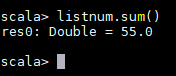 scala> listnum.sum()
res0: Double = 55.0
scala>